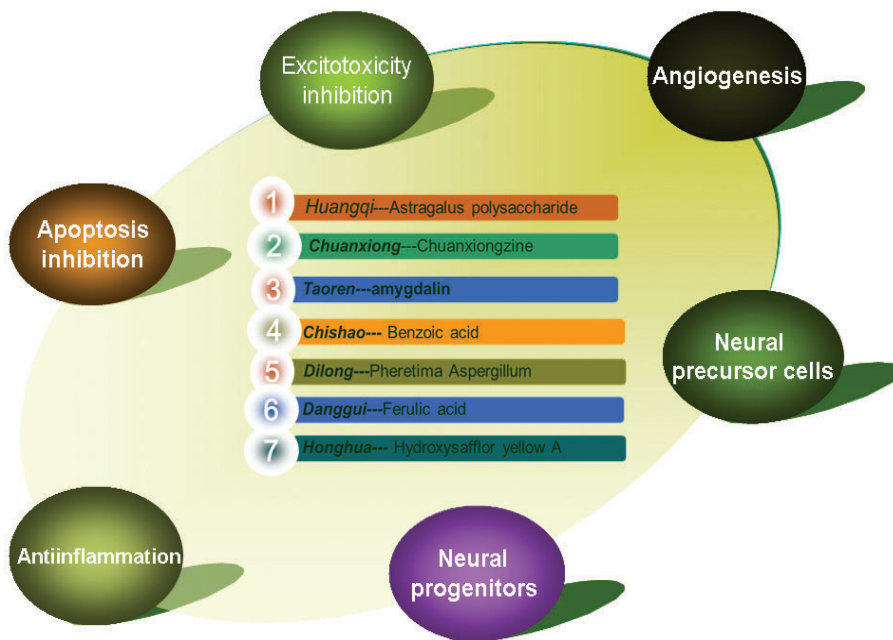 Excitotoxicity
inhibition
Angiogenesis
Apoptosis
inhibition
1 Huangqi---Astragalus polysaccharide
2 Chuanxiong---Chuanxiongzine
3 Taoren---amygdalin
4 Chishao--- Benzoic acid
5 Dilong---Pheretima Aspergillum
6 Danggui---Ferulic acid
7 Honghua--- Hydroxysafflor yellow A
Neural
precursor cells
Antiinflammation
Neural
progenitors